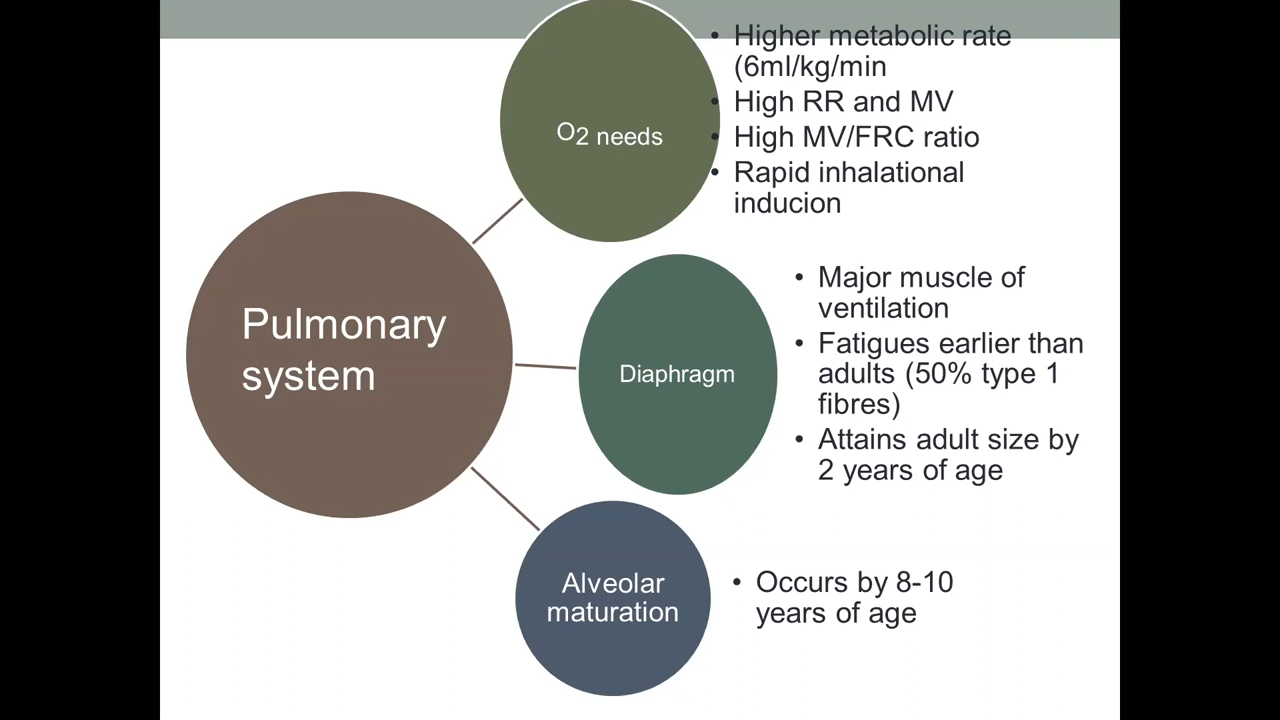 Pulmonary
system
O2 needs
• Higher metabolic rate
(6ml/kg/min
• High RR and MV
• High MV/FRC ratio
• Rapid inhalational
inducion
Diaphragm
• Major muscle of
ventilation
• Fatigues earlier than
adults (50% type 1
fibres)
• Attains adult size by
2 years of age
Alveolar
maturation
• Occurs by 8-10
years of age